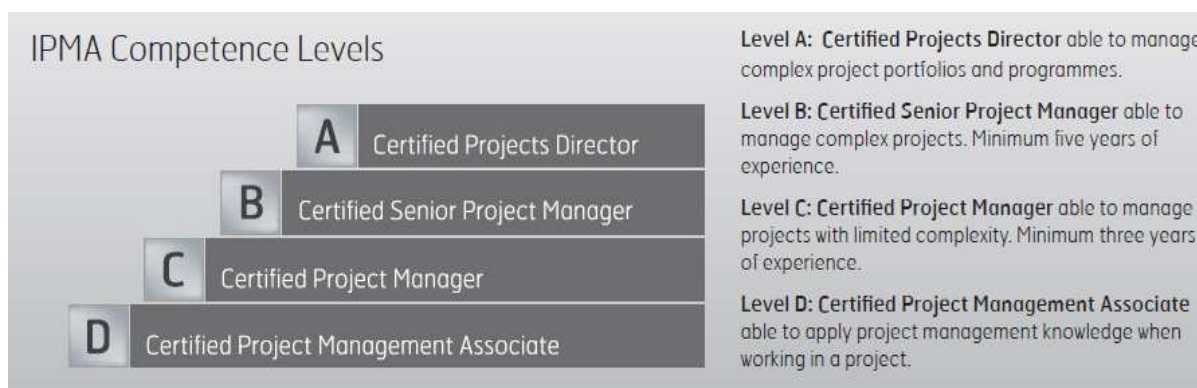 IPMA Competence Levels
A Certified Projects Director
B Certified Senior Project Manager
C Certified Project Manager
D Certified Project Management Associate
Level A: Certified Projects Director able to manage
complex project portfolios and programmes.
Level B: Certified Senior Project Manager able to
manage complex projects. Minimum five years of
experience.
Level C: Certified Project Manager able to manage
projects with limited complexity. Minimum three years
of experience.
Level D: Certified Project Management Associate
able to apply project management knowledge when
working in a project.